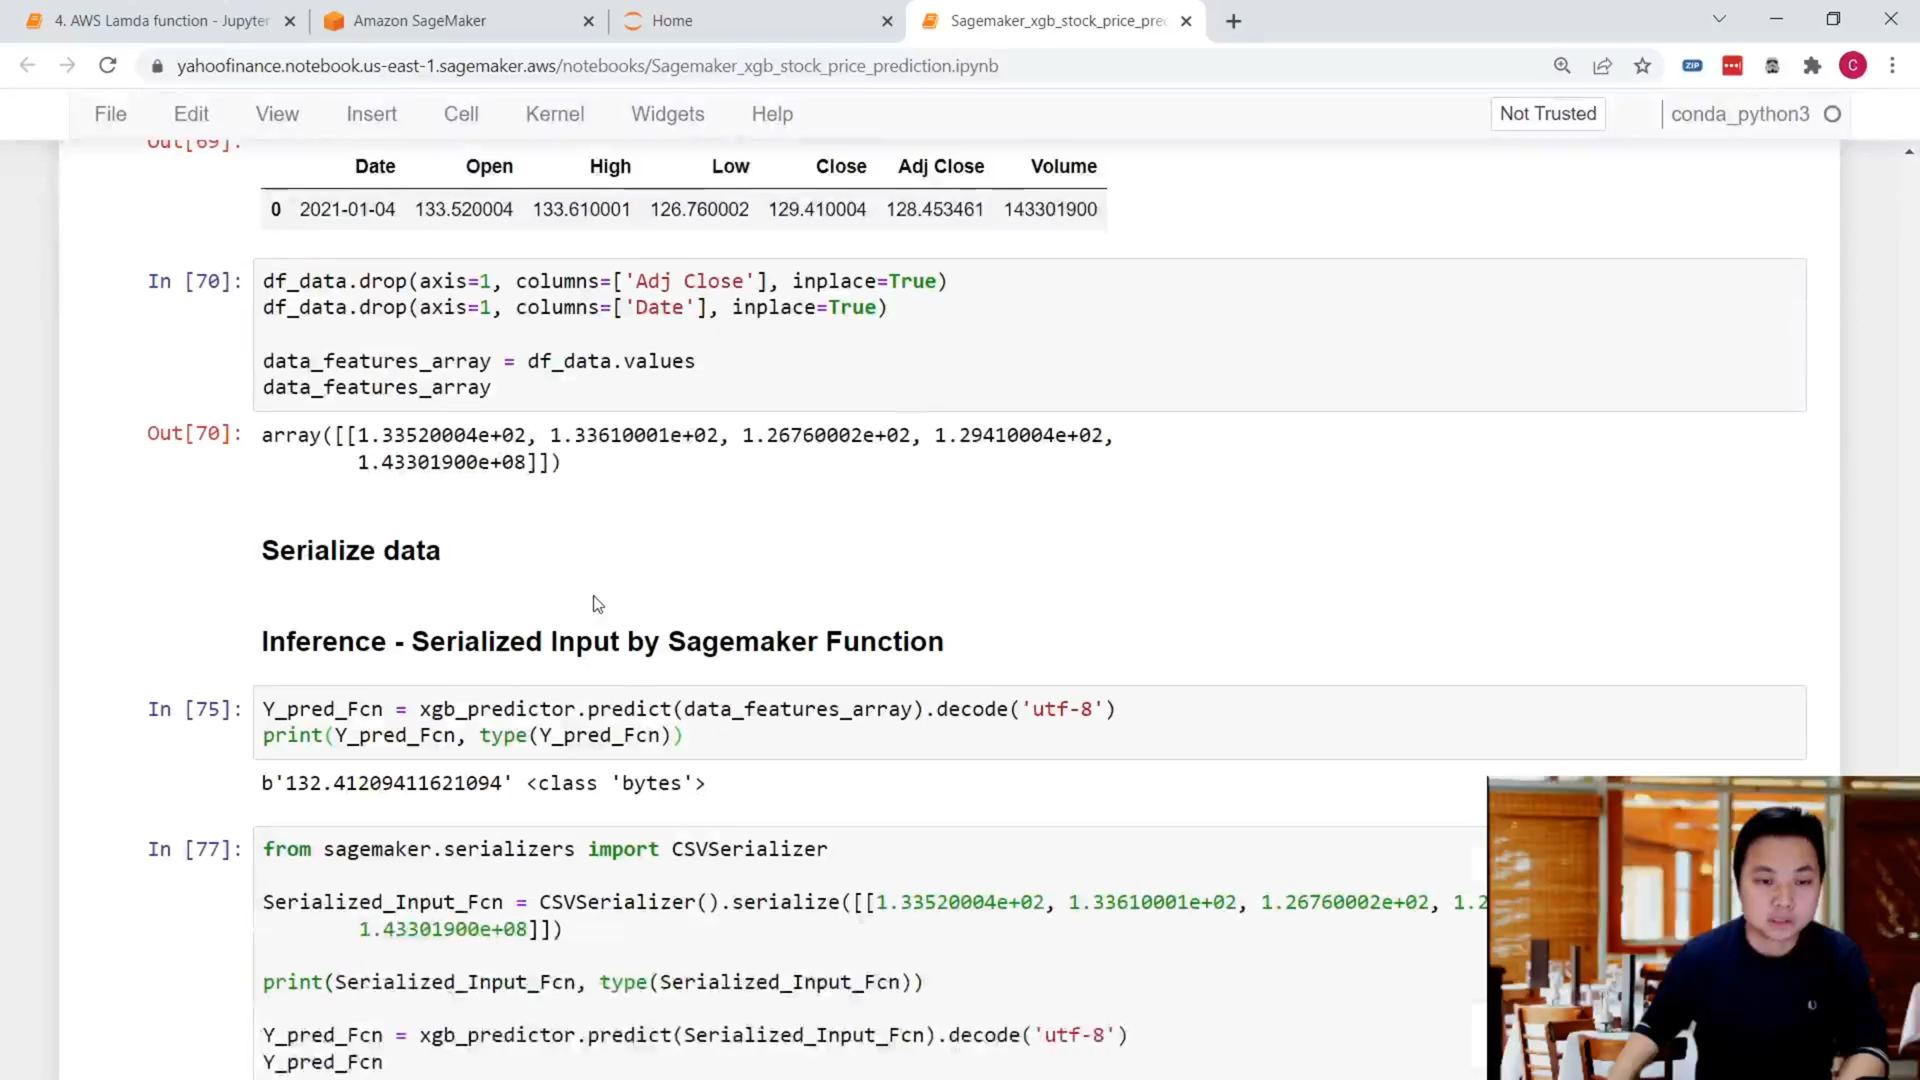 4. AWS Lamda function - Jupyter
Amazon SageMaker
Home
Sagemaker_xgb_stock_price_pre
yahoofinance.notebook.us-east-1.sagemaker.aws/notebooks/Sagemaker_xgb_stock_price_prediction.ipynb
ZIP
C
File Edit View Insert Cell Kernel Widgets Help Not Trusted conda_python3
Out[69]:
Date Open High Low Close Adj Close Volume
0 2021-01-04 133.520004 133.610001 126.760002 129.410004 128.453461 143301900
In [70]: df_data.drop(axis=1, columns=['Adj Close'], inplace=True)
df_data.drop(axis=1, columns=['Date'], inplace=True)
data_features_array = df_data.values
data_features_array
Out[70]: array([[1.33520004e+02, 1.33610001e+02, 1.26760002e+02, 1.29410004e+02,
1.43301900e+08]])
Serialize data
Inference - Serialized Input by Sagemaker Function
In [75]: Y_pred_Fcn = xgb_predictor.predict(data_features_array).decode('utf-8')
print(Y_pred_Fcn, type(Y_pred_Fcn))
b'132.41209411621094' <class 'bytes'>
In [77]: from sagemaker.serializers import CSVSerializer
Serialized_Input_Fcn = CSVSerializer().serialize([[1.33520004e+02, 1.33610001e+02, 1.26760002e+02, 1.2
1.43301900e+08]])
print(Serialized_Input_Fcn, type(Serialized_Input_Fcn))
Y_pred_Fcn = xgb_predictor.predict(Serialized_Input_Fcn).decode('utf-8')
Y_pred_Fcn